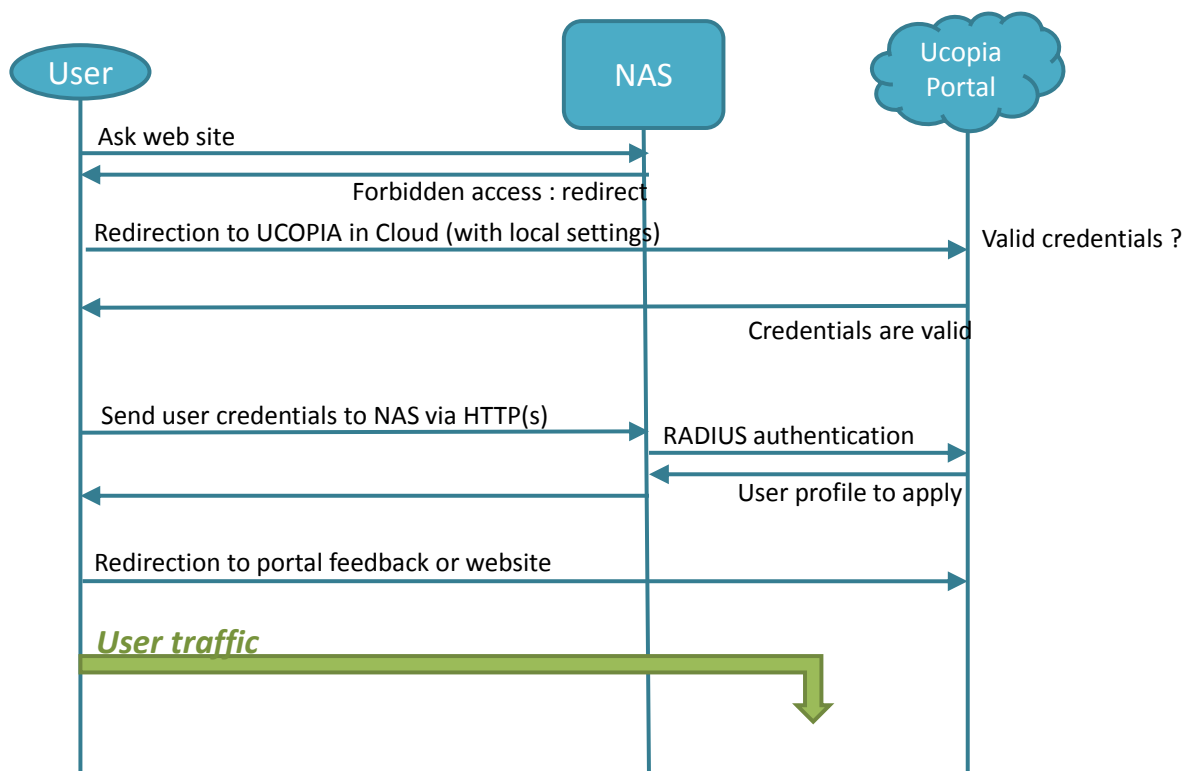 User
NAS
Ucopia
Portal
Ask web site
Forbidden access : redirect
Redirection to UCOPIA in Cloud (with local settings)
Valid credentials ?
Credentials are valid
Send user credentials to NAS via HTTP(s)
RADIUS authentication
User profile to apply
Redirection to portal feedback or website
User traffic